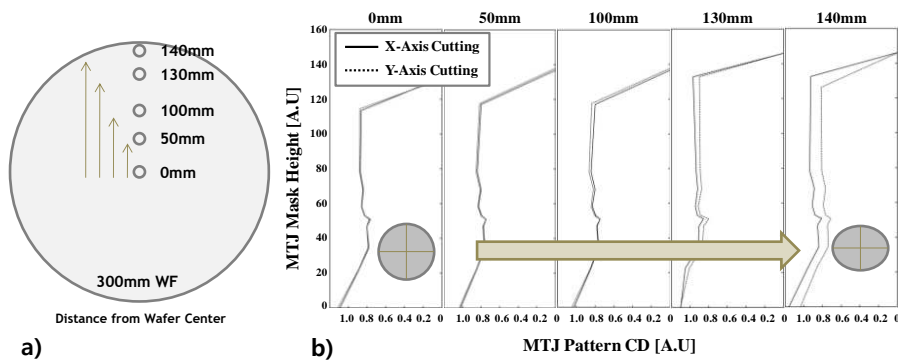 140mm
130mm
100mm
50mm
0mm
300mm WF
Distance from Wafer Center
a)
0mm 50mm 100mm 130mm 140mm
X-Axis Cutting
Y-Axis Cutting
MTJ Mask Height [A.U]
160
140
120
100
80
60
40
20
0
1.0 0.8 0.6 0.4 0.2 0
1.0 0.8 0.6 0.4 0.2 0
1.0 0.8 0.6 0.4 0.2 0
1.0 0.8 0.6 0.4 0.2 0
1.0 0.8 0.6 0.4 0.2 0
b)
MTJ Pattern CD [A.U]